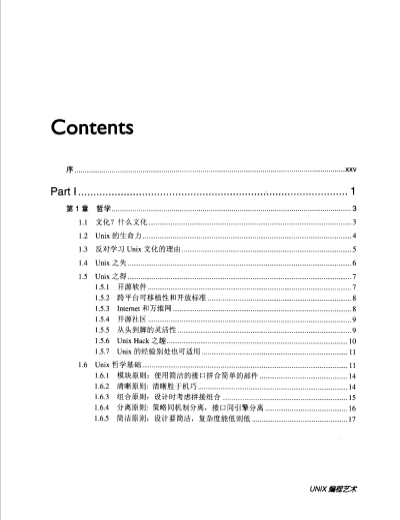 Contents
序 ........ xxv
Part I ........ 1
第 1 章 哲学 ........ 3
1.1 文化？什么文化 ........ 3
1.2 Unix 的生命力 ........ 4
1.3 反对学习 Unix 文化的理由 ........ 5
1.4 Unix 之失 ........ 6
1.5 Unix 之得 ........ 7
1.5.1 开源软件 ........ 7
1.5.2 跨平台可移植性和开放标准 ........ 8
1.5.3 Internet 和万维网 ........ 8
1.5.4 开源社区 ........ 9
1.5.5 从头到脚的灵活性 ........ 9
1.5.6 Unix Hack 之趣 ........ 10
1.5.7 Unix 的经验别处也可适用 ........ 11
1.6 Unix 哲学基础 ........ 11
1.6.1 模块原则：使用简洁的接口拼合简单的部件 ........ 14
1.6.2 清晰原则：清晰胜于机巧 ........ 14
1.6.3 组合原则：设计时考虑拼接组合 ........ 15
1.6.4 分离原则：策略同机制分离，接口同引擎分离 ........ 16
1.6.5 简洁原则：设计要简洁，复杂度能低则低 ........ 17
UNIX 编程艺术